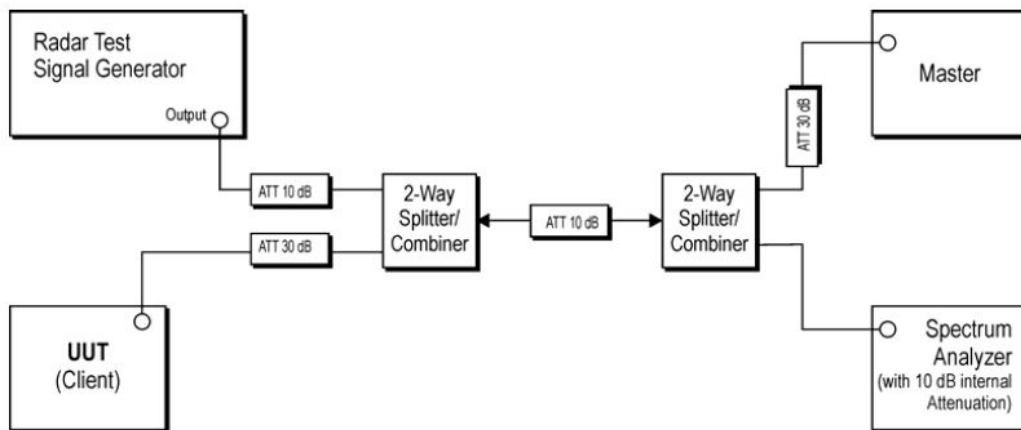 Radar Test
Signal Generator
Output
Master
ATT 30 dB
ATT 10 dB
2-Way
Splitter/
Combiner
ATT 10 dB
2-Way
Splitter/
Combiner
ATT 30 dB
UUT
(Client)
Spectrum
Analyzer
(with 10 dB internal
Attenuation)